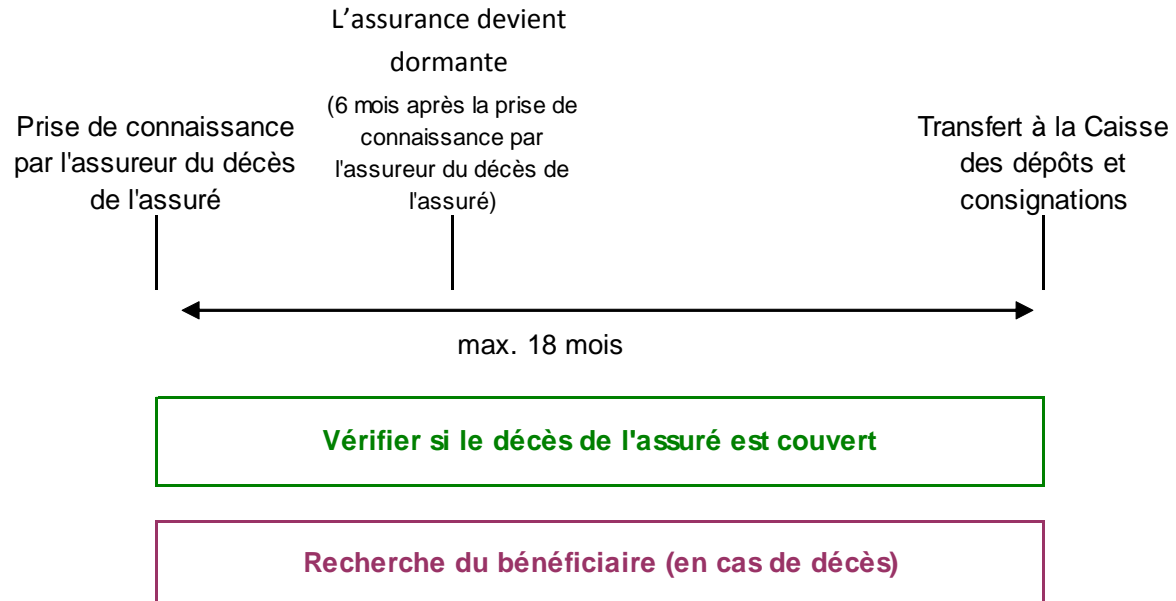 L'assurance devient
dormante
(6 mois après la prise de
connaissance par
l'assureur du décès de
l'assuré)
Prise de connaissance
par l'assureur du décès
de l'assuré
Transfert à la Caisse
des dépôts et
consignations
max. 18 mois
Vérifier si le décès de l'assuré est couvert
Recherche du bénéficiaire (en cas de décès)